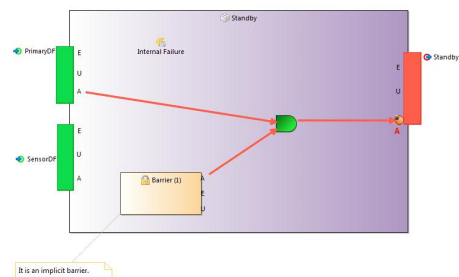 Standby
PrimaryDF
E
U
A
Internal Failure
Standby
E
U
A
SensorDF
E
U
A
Barrier (1)
A
E
U
It is an implicit barrier.